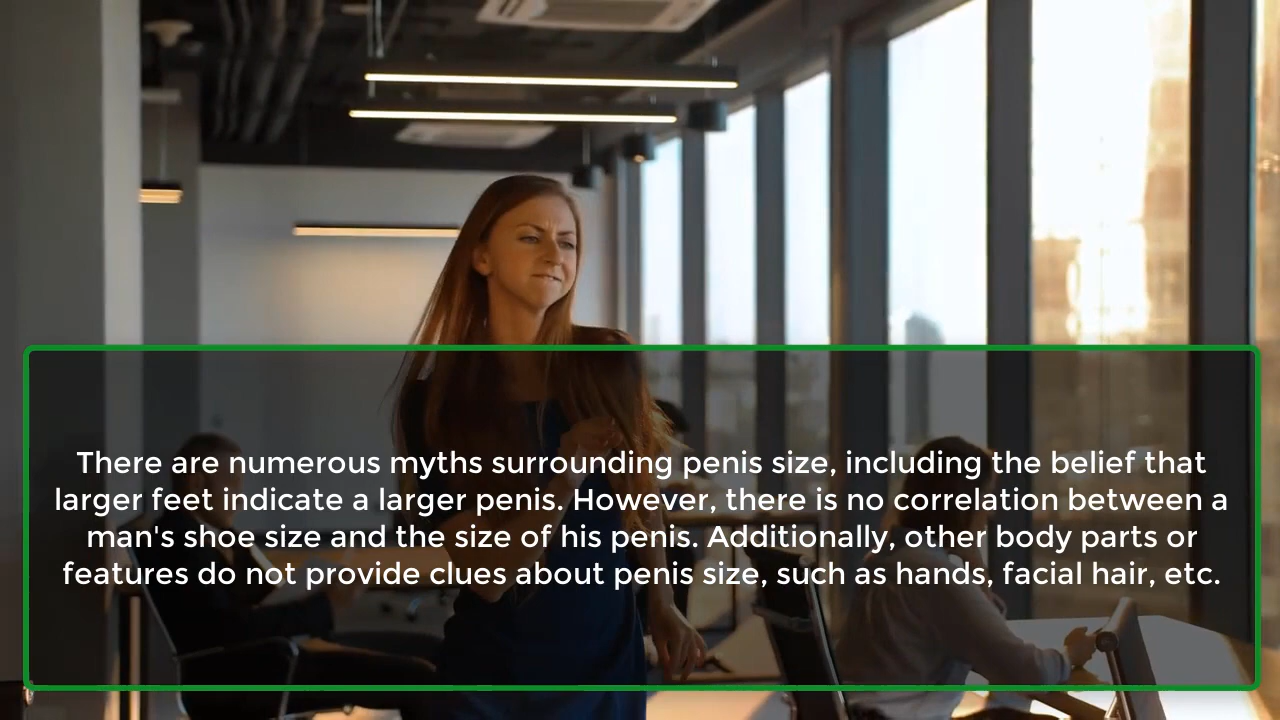 There are numerous myths surrounding penis size, including the belief that
larger feet indicate a larger penis. However, there is no correlation between a
man's shoe size and the size of his penis. Additionally, other body parts or
features do not provide clues about penis size, such as hands, facial hair, etc.